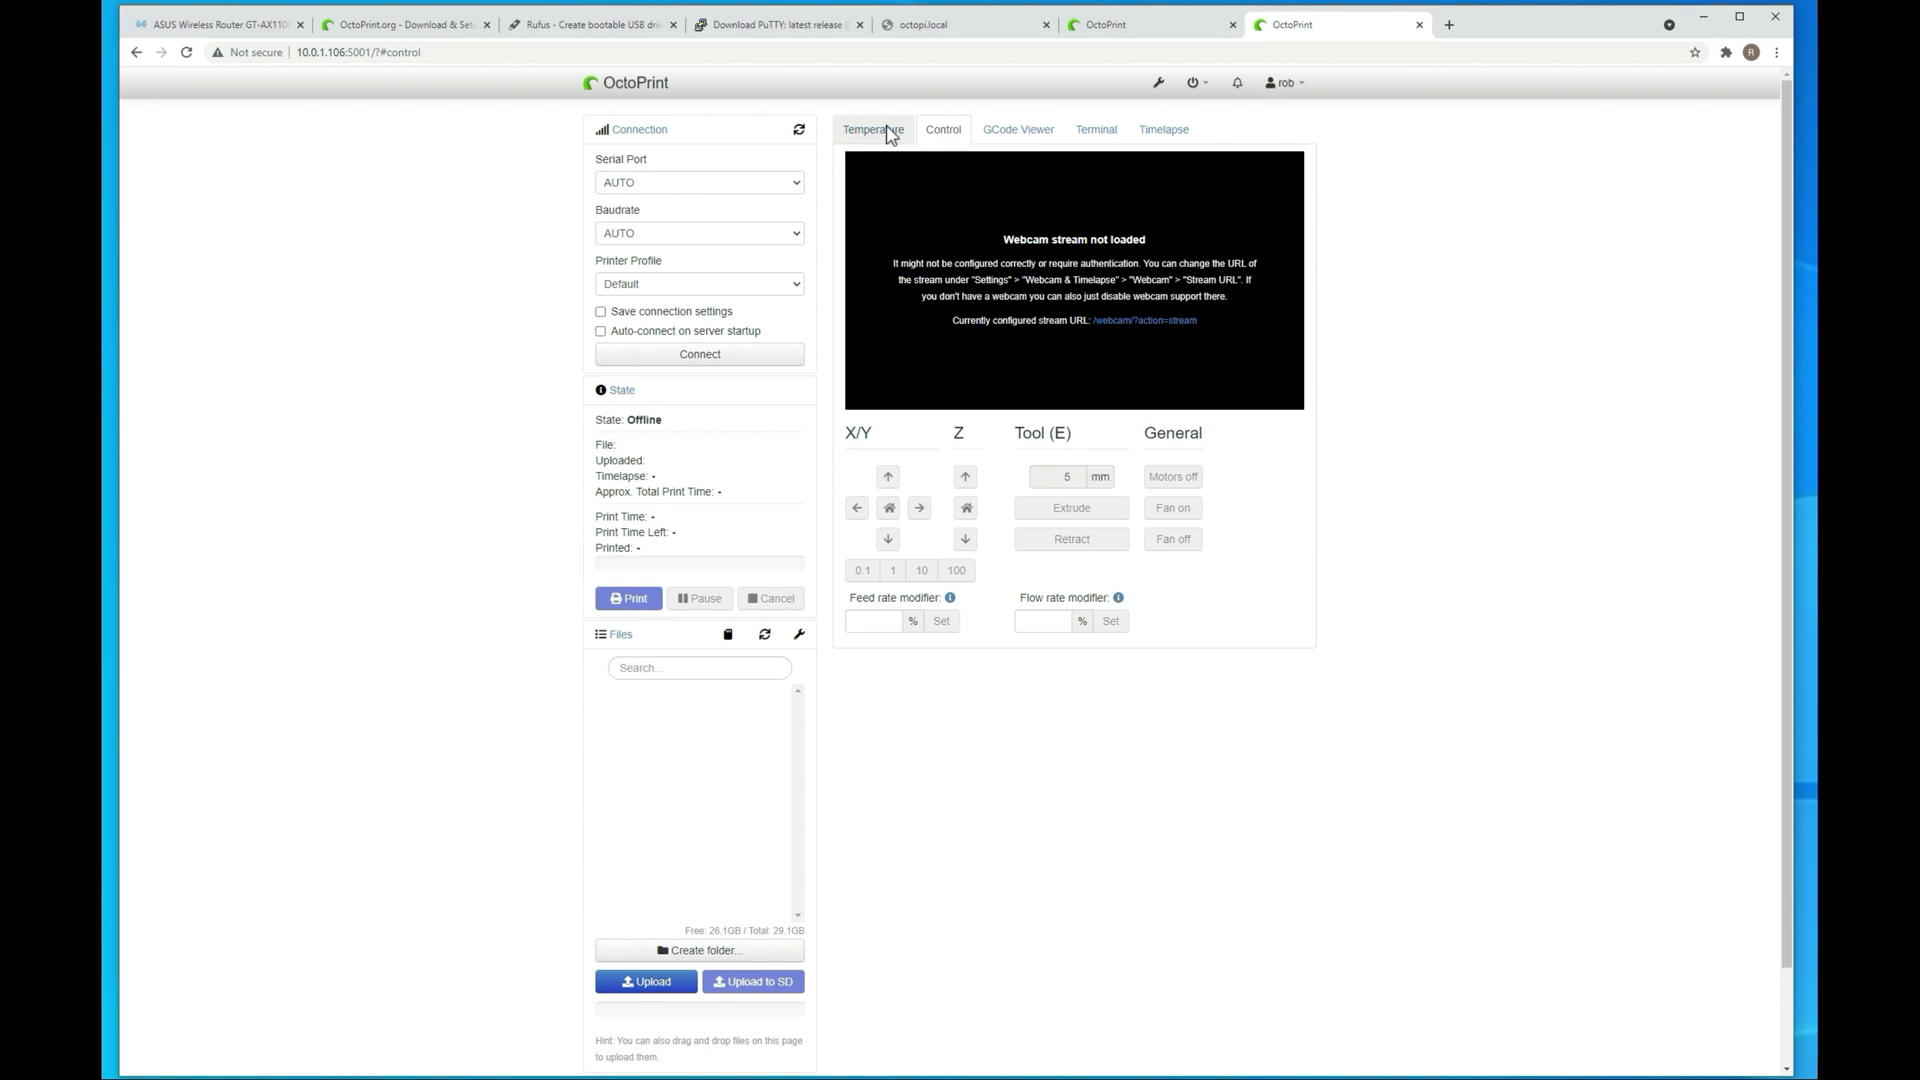 ASUS Wireless Router GT-AX110
OctoPrint.org - Download & Set
Rufus - Create bootable USB dri
Download PuTTY: latest release
octopi.local
OctoPrint
OctoPrint
Not secure
10.0.1.106:5001/?#control
R
OctoPrint
rob
Connection
Serial Port
AUTO
Baudrate
AUTO
Printer Profile
Default
Save connection settings
Auto-connect on server startup
Connect
State
State: Offline
File:
Uploaded:
Timelapse: -
Approx. Total Print Time: -
Print Time: -
Print Time Left: -
Printed: -
Print
Pause
Cancel
Files
Search...
Free: 26.1GB / Total: 29.1GB
Create folder...
Upload
Upload to SD
Hint: You can also drag and drop files on this page
to upload them.
Temperature
Control
GCode Viewer
Terminal
Timelapse
Webcam stream not loaded
It might not be configured correctly or require authentication. You can change the URL of
the stream under "Settings" > "Webcam & Timelapse" > "Webcam" > "Stream URL". If
you don't have a webcam you can also just disable webcam support there.
Currently configured stream URL: /webcam/?action=stream
X/Y
Z
Tool (E)
General
5 mm
Motors off
Extrude
Fan on
Retract
Fan off
0.1 1 10 100
Feed rate modifier:
Flow rate modifier:
% Set
% Set